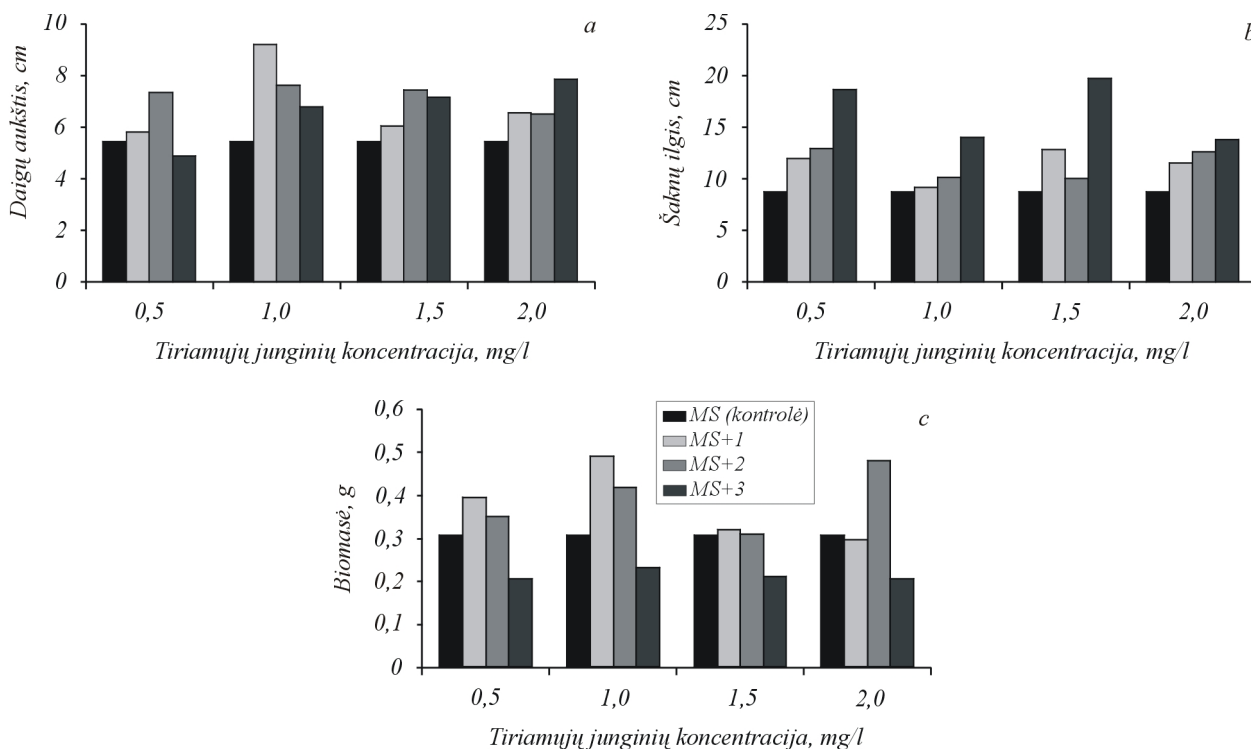 a
Daigų aukštis, cm
10
8
6
4
2
0
0,5 1,0 1,5 2,0
Tiriamųjų junginių koncentracija, mg/l
b
Šaknų ilgis, cm
25
20
15
10
5
0
0,5 1,0 1,5 2,0
Tiriamųjų junginių koncentracija, mg/l
c
Biomasė, g
0,6
0,5
0,4
0,3
0,2
0,1
0
MS (kontrolė)
MS+1
MS+2
MS+3
0,5 1,0 1,5 2,0
Tiriamųjų junginių koncentracija, mg/l